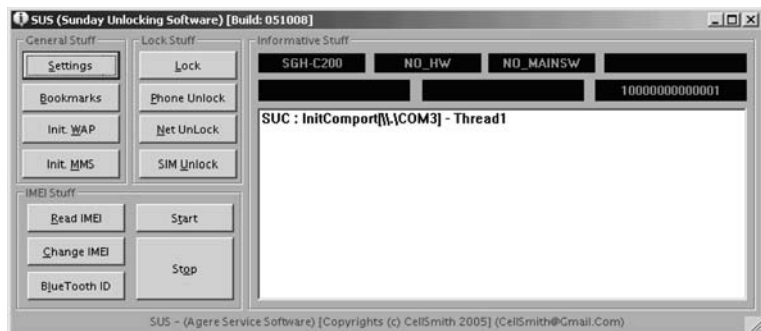 SUS (Sunday Unlocking Software) [Build: 051008]
General Stuff
Settings
Bookmarks
Init. WAP
Init. MMS
Lock Stuff
Lock
Phone Unlock
Net UnLock
SIM Unlock
IMEI Stuff
Read IMEI
Start
Change IMEI
BlueTooth ID
Stop
Informative Stuff
SGH-C200 NO_HW NO_MAINSW
10000000000001
SUC : InitComport[\\.\COM3] - Thread1
SUS - (Agere Service Software) [Copyrights (c) CellSmith 2005] (CellSmith@Gmail.Com)